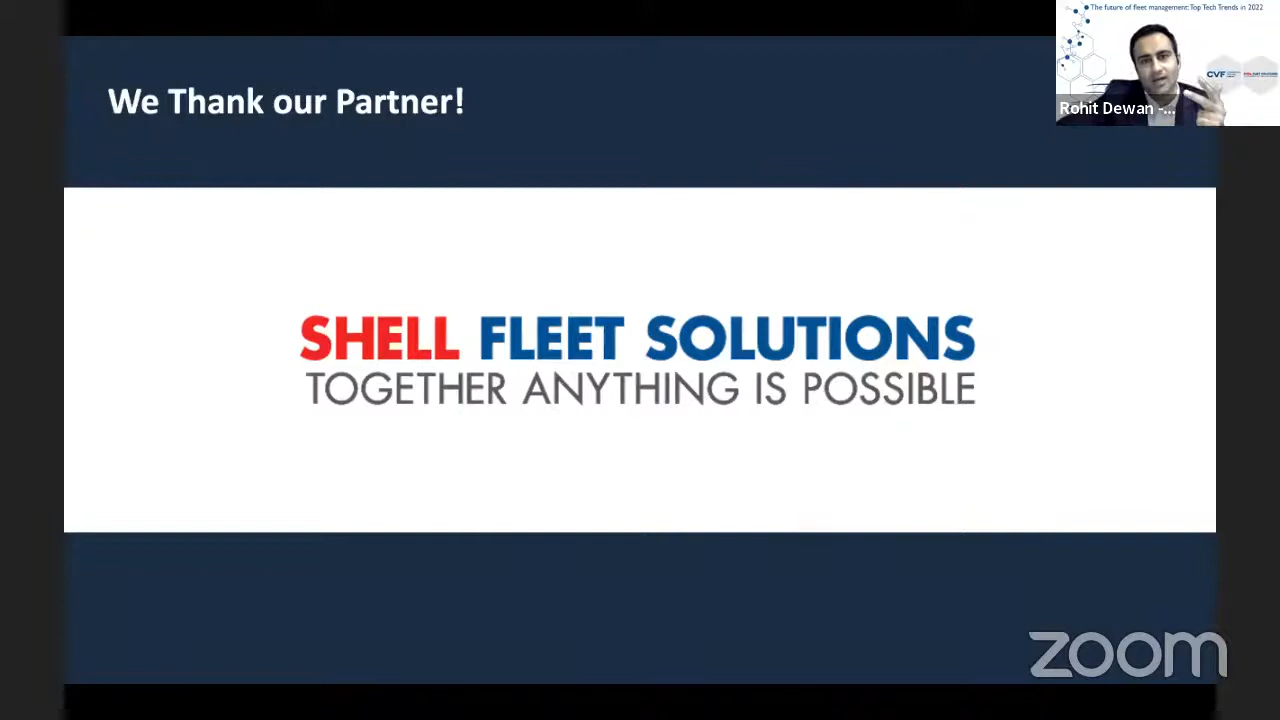 The future of fleet management: Top Tech Trends in 2022
We Thank our Partner!
CVF
Rohit Dewan -...
SHELL FLEET SOLUTIONS
TOGETHER ANYTHING IS POSSIBLE
zoom